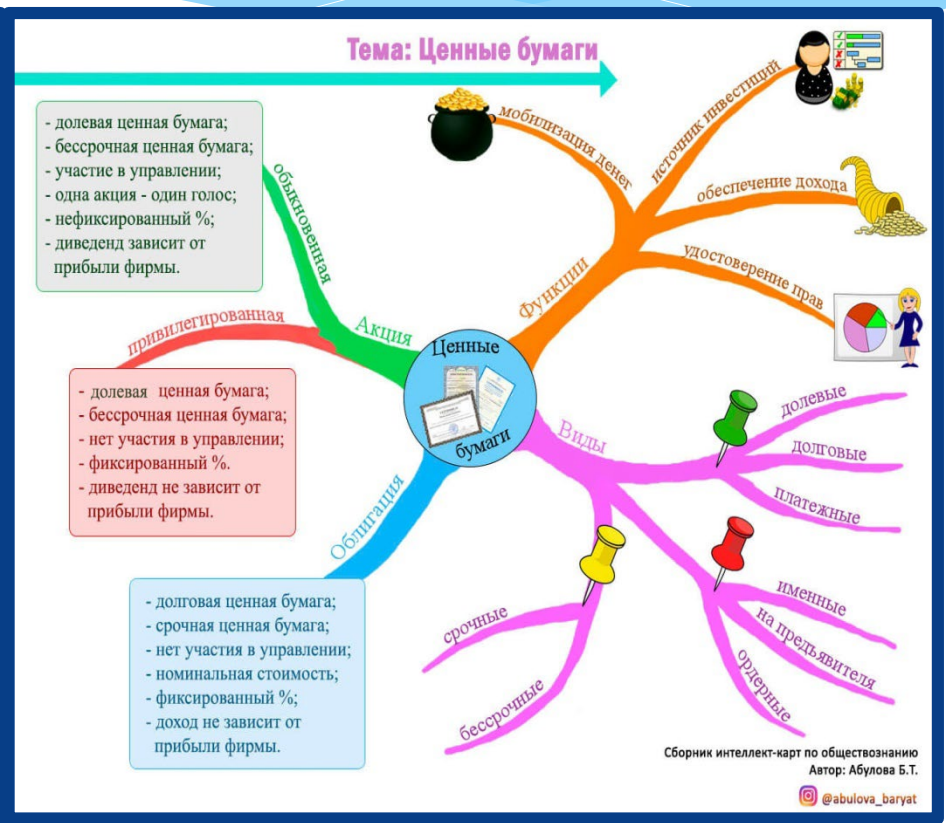 Тема: Ценные бумаги
- долевая ценная бумага;
- бессрочная ценная бумага;
- участие в управлении;
- одна акция - один голос;
- нефиксированный %;
- диведенд зависит от
прибыли фирмы.
обыкновенная
привилегированная
Акция
- долевая ценная бумага;
- бессрочная ценная бумага;
- нет участия в управлении;
- фиксированный %.
- диведенд не зависит от
прибыли фирмы.
Облигация
- долговая ценная бумага;
- срочная ценная бумага;
- нет участия в управлении;
- номинальная стоимость;
- фиксированный %;
- доход не зависит от
прибыли фирмы.
Ценные
бумаги
Функции
мобилизация денег
источник инвестиций
обеспечение дохода
удостоверение прав
Виды
долевые
долговые
платежные
именные
на предьявителя
ордерные
срочные
бессрочные
Сборник интеллект-карт по обществознанию
Автор: Абулова Б.Т.
@abulova_baryat